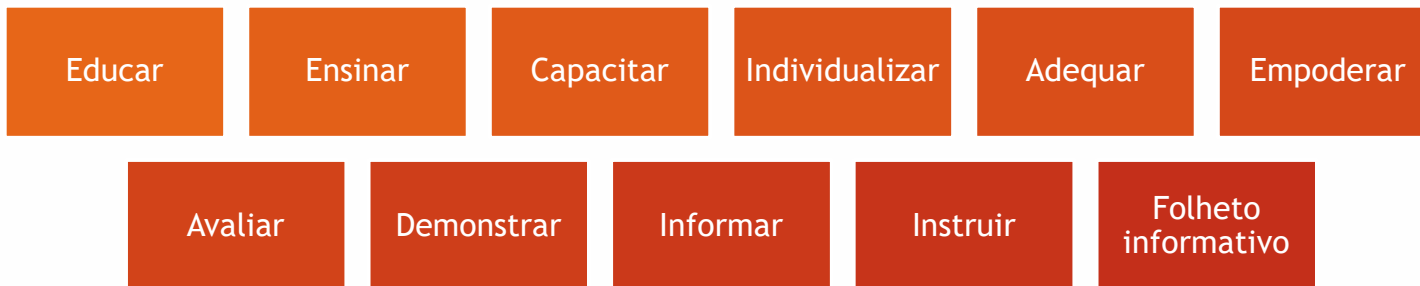 Educar
Ensinar
Capacitar
Individualizar
Adequar
Empoderar
Avaliar
Demonstrar
Informar
Instruir
Folheto
informativo